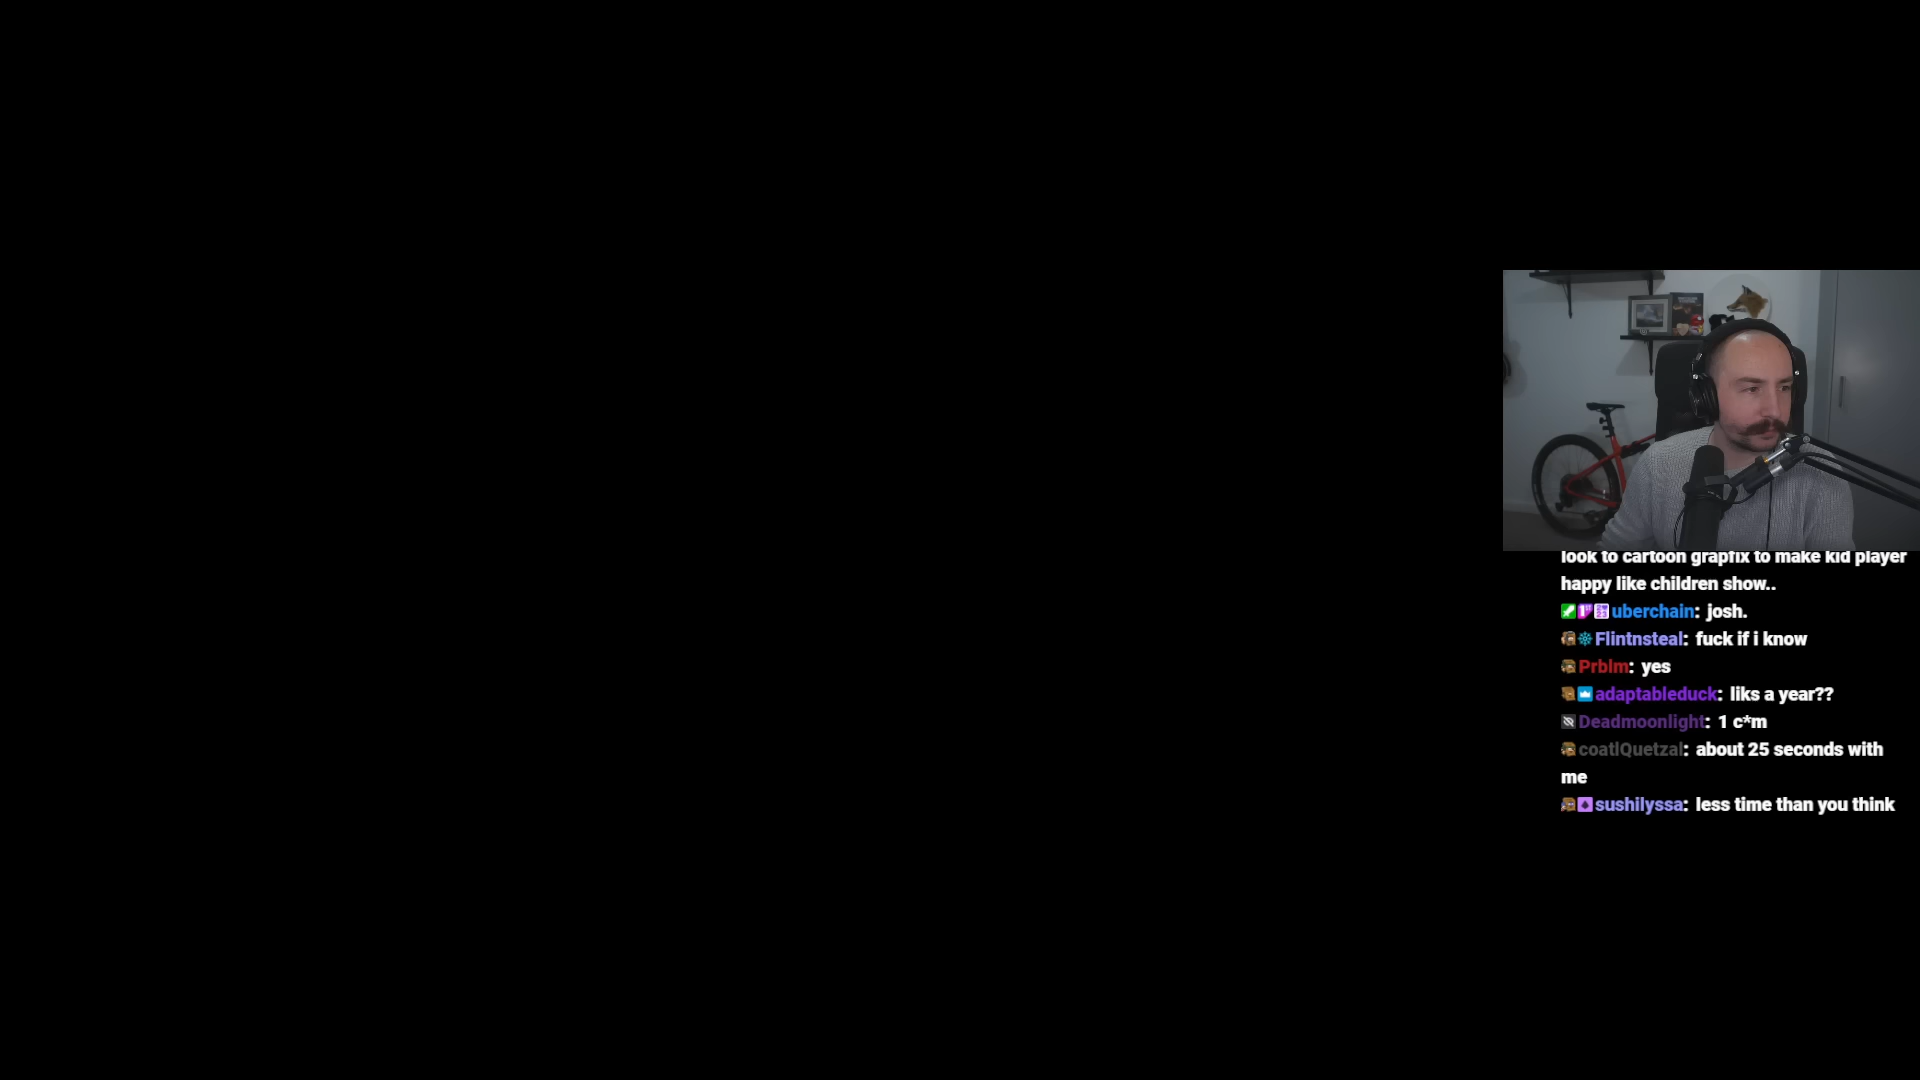 look to cartoon grapfix to make kid player
happy like children show..
uberchain: josh.
Flintnsteal: fuck if i know
Prblm: yes
adaptableduck: liks a year??
Deadmoonlight: 1 c*m
coatlQuetzal: about 25 seconds with
me
sushilyssa: less time than you think